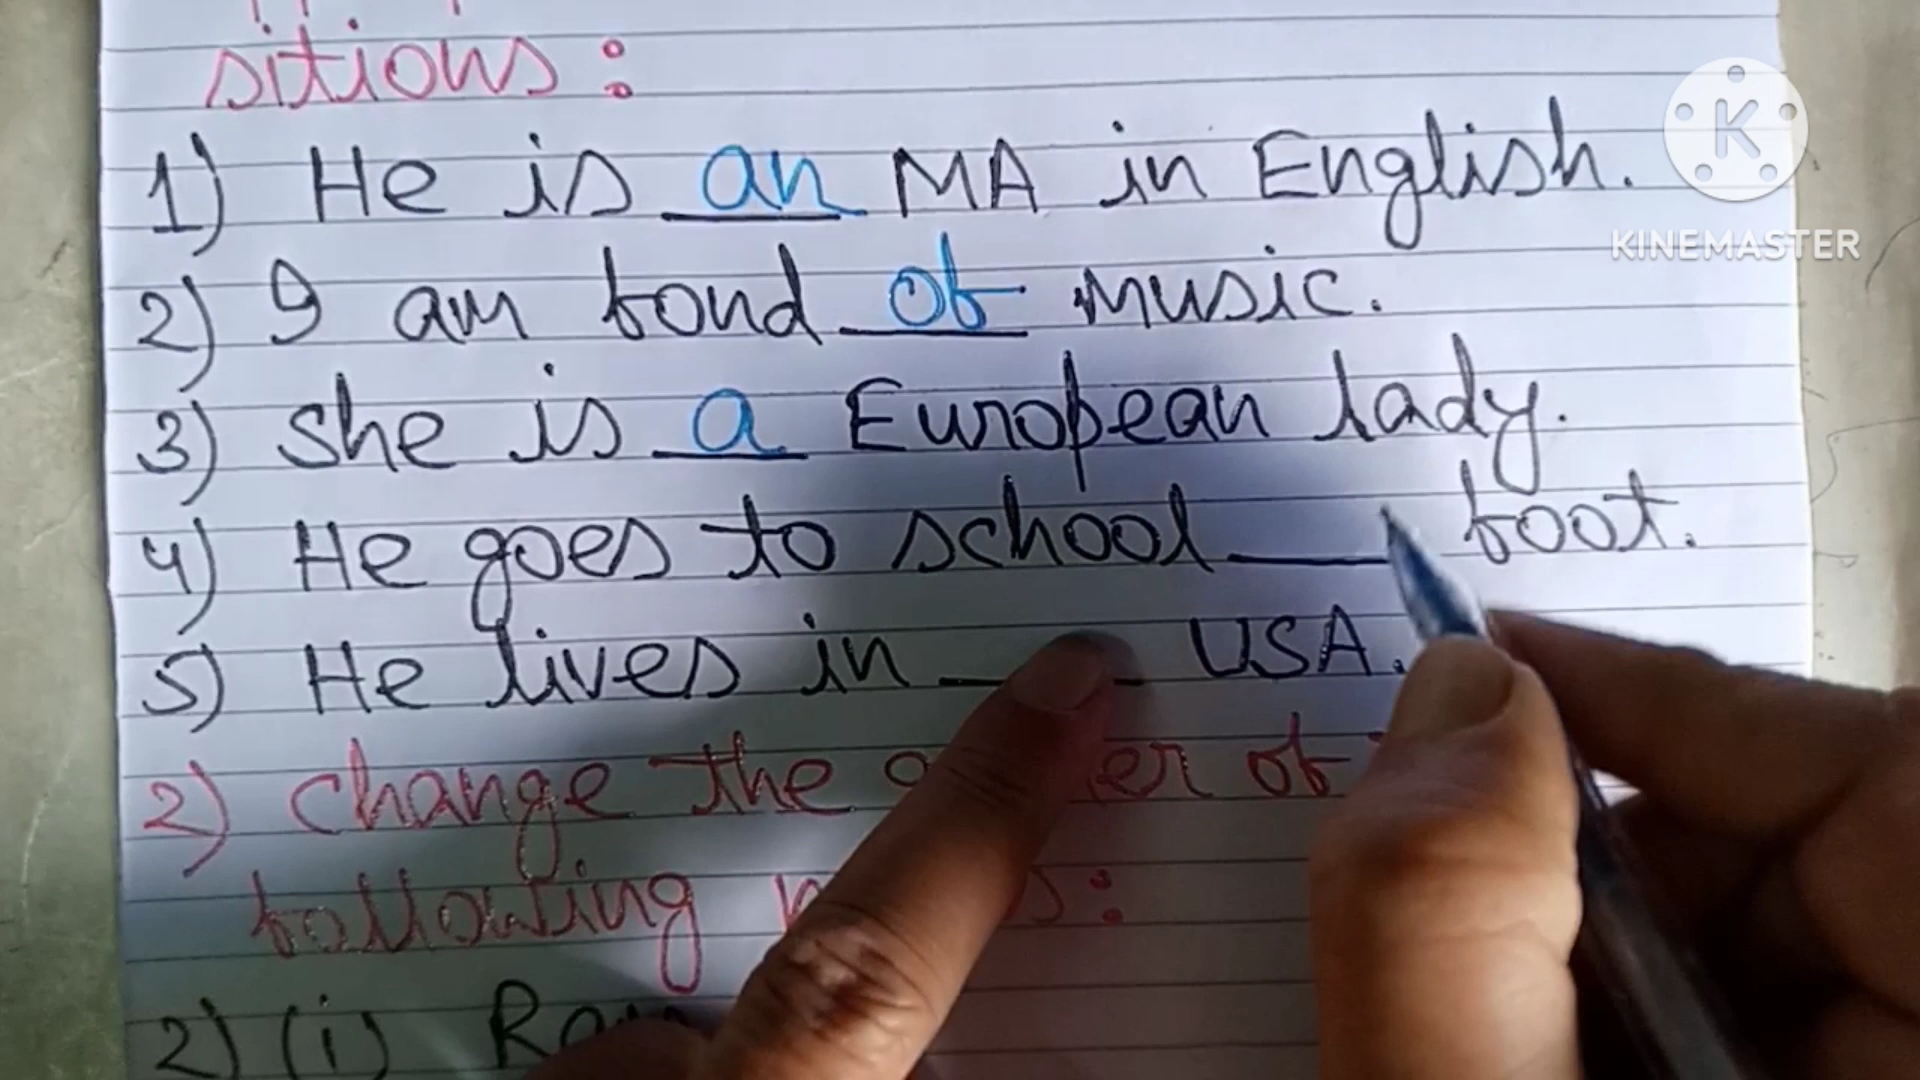 sitions:
1) He is an MA in English.
2) I am fond of music.
3) She is a European lady.
4) He goes to school ___ foot.
5) He lives in ___ USA.
2) Change the of
following
2) (i)
KINEMASTER